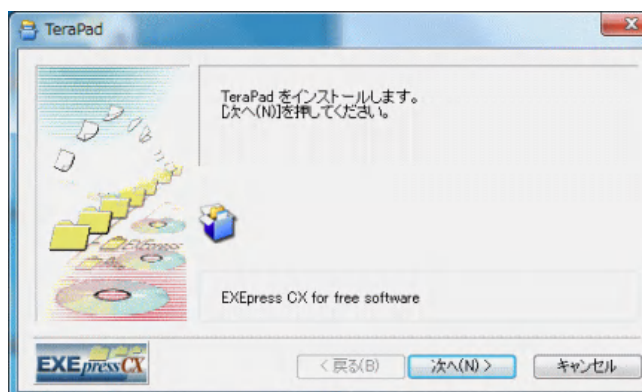 TeraPad
TeraPad をインストールします。
[次へ(N)]を押してください。
EXEpress
EXEpress CX for free software
EXEpressCX
< 戻る(B)
次へ(N) >
キャンセル